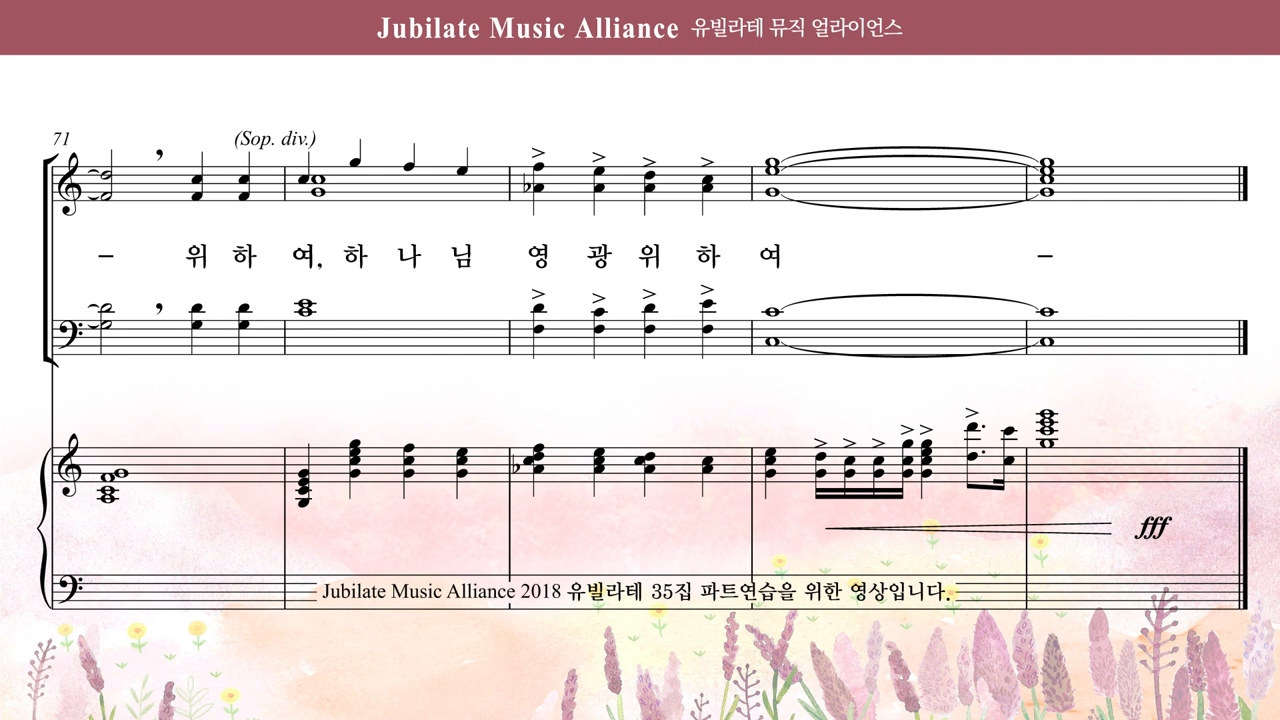 Jubilate Music Alliance 유빌라테 뮤직 얼라이언스
71
(Sop. div.)
- 위 하 여, 하 나 님 영 광 위 하 여 -
fff
Jubilate Music Alliance 2018 유빌라테 35집 파트연습을 위한 영상입니다.